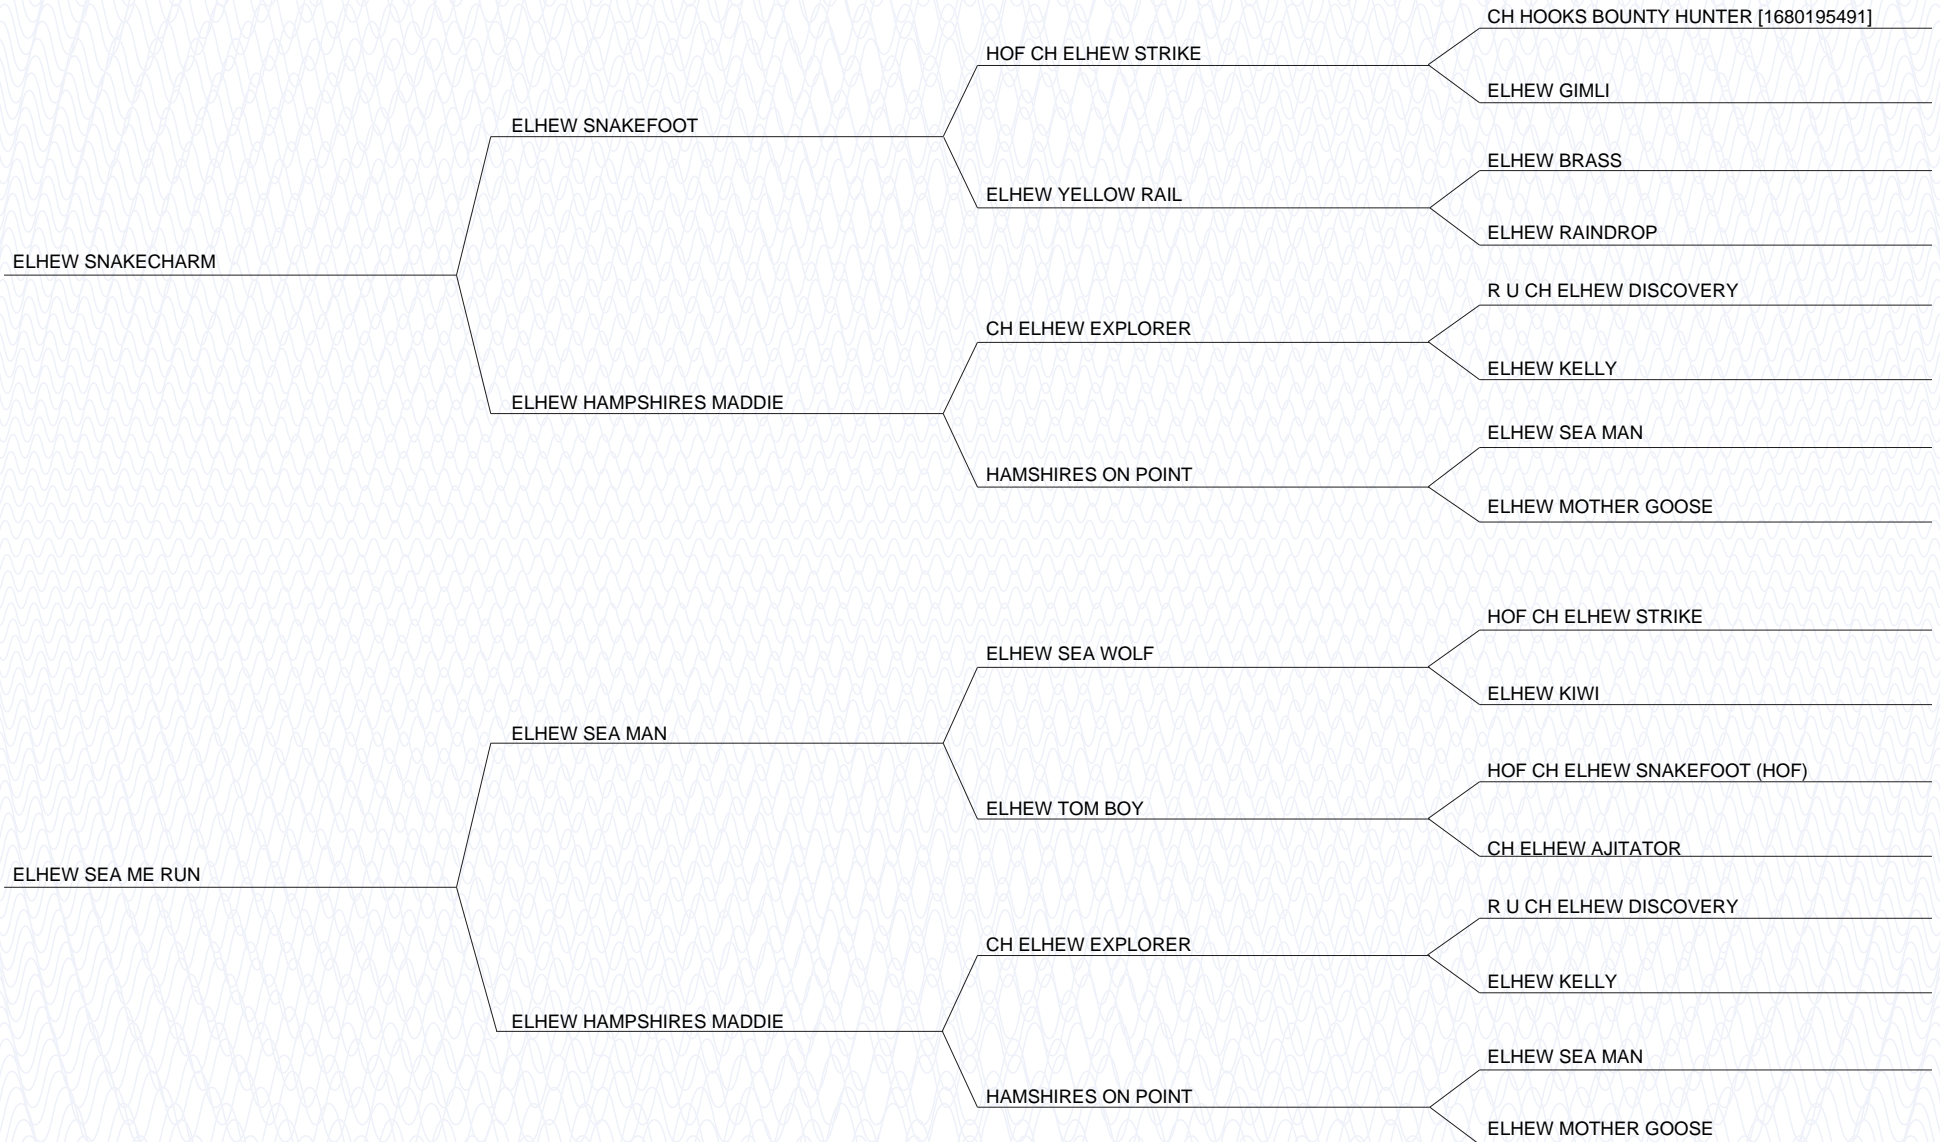 CH HOOKS BOUNTY HUNTER [1680195491]
HOF CH ELHEW STRIKE
ELHEW GIMLI
ELHEW SNAKEFOOT
ELHEW BRASS
ELHEW YELLOW RAIL
ELHEW RAINDROP
ELHEW SNAKECHARM
R U CH ELHEW DISCOVERY
CH ELHEW EXPLORER
ELHEW KELLY
ELHEW HAMPSHIRES MADDIE
ELHEW SEA MAN
HAMSHIRES ON POINT
ELHEW MOTHER GOOSE
HOF CH ELHEW STRIKE
ELHEW SEA WOLF
ELHEW KIWI
ELHEW SEA MAN
HOF CH ELHEW SNAKEFOOT (HOF)
ELHEW TOM BOY
CH ELHEW AJITATOR
ELHEW SEA ME RUN
R U CH ELHEW DISCOVERY
CH ELHEW EXPLORER
ELHEW KELLY
ELHEW HAMPSHIRES MADDIE
ELHEW SEA MAN
HAMSHIRES ON POINT
ELHEW MOTHER GOOSE